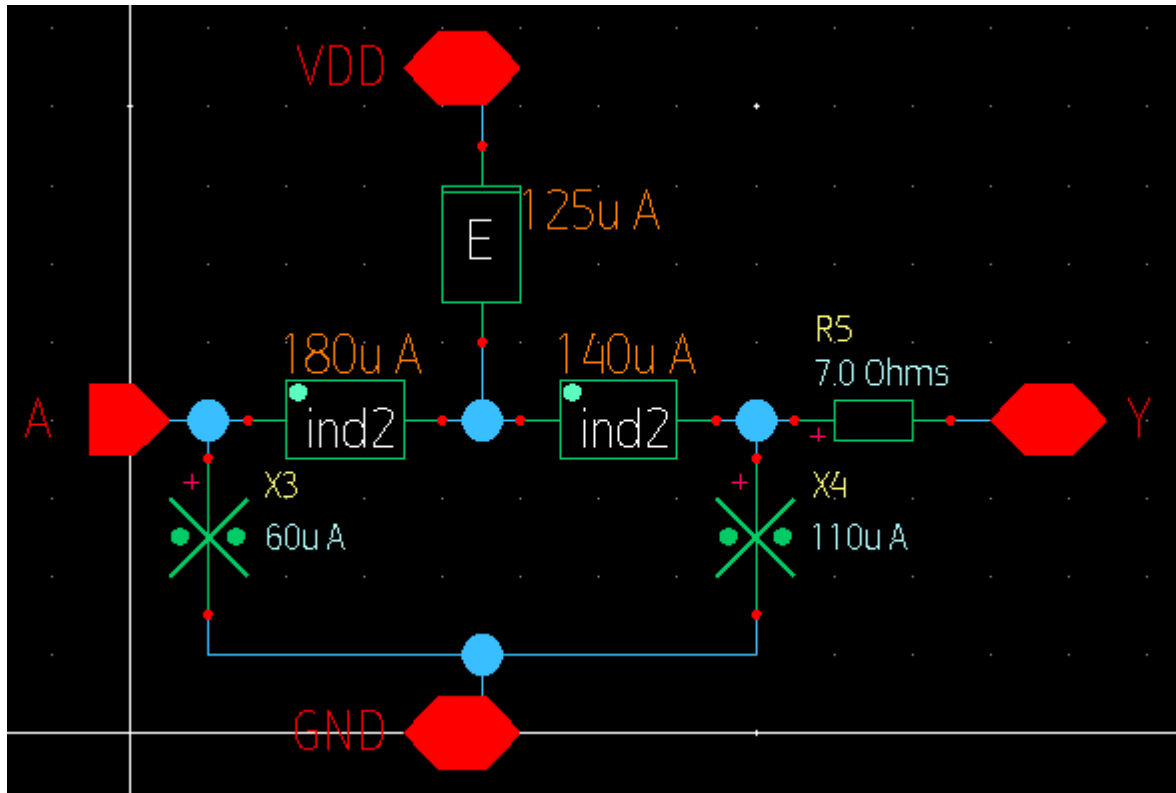 VDD
E
125u A
180u A
140u A
R5
7.0 Ohms
A
ind2
ind2
+
Y
+
X3
60u A
+
X4
110u A
GND